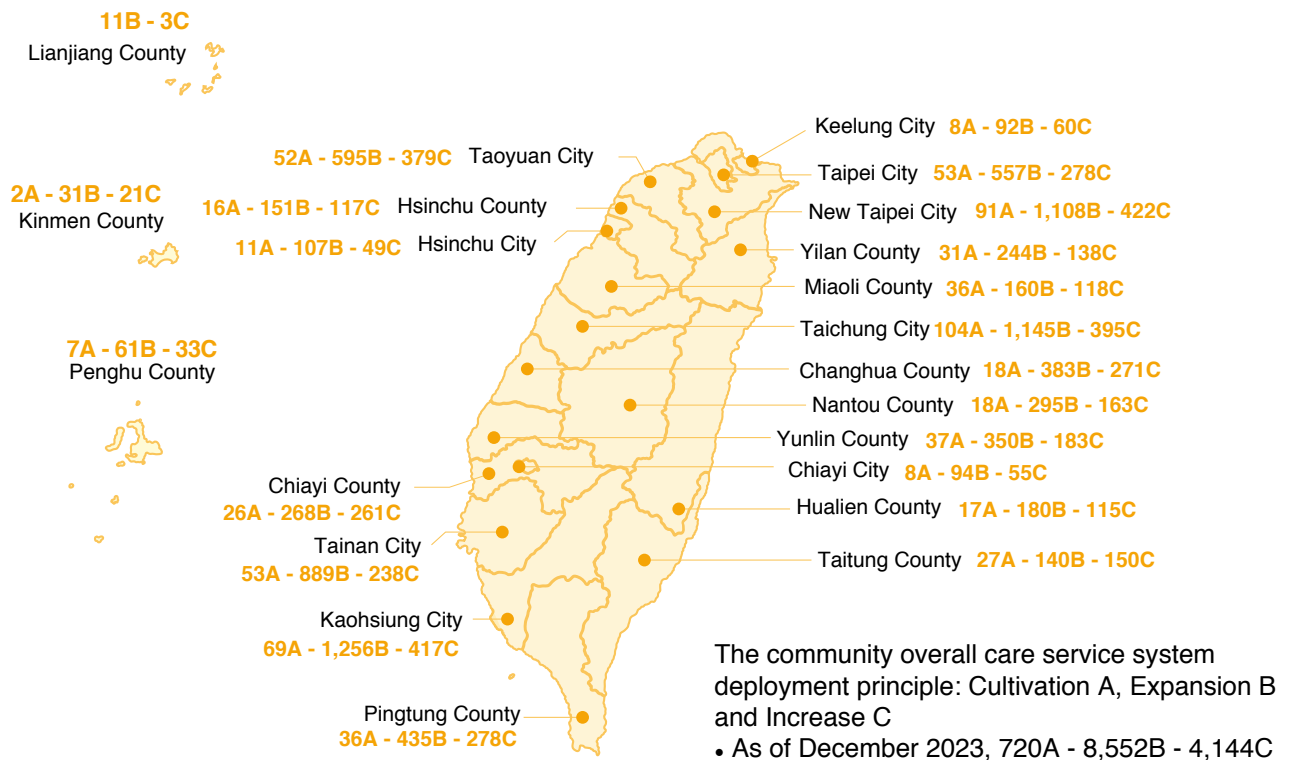 11B - 3C
Lianjiang County
2A - 31B - 21C
Kinmen County
7A - 61B - 33C
Penghu County
52A - 595B - 379C Taoyuan City
16A - 151B - 117C Hsinchu County
11A - 107B - 49C Hsinchu City
Keelung City 8A - 92B - 60C
Taipei City 53A - 557B - 278C
New Taipei City 91A - 1,108B - 422C
Yilan County 31A - 244B - 138C
Miaoli County 36A - 160B - 118C
Taichung City 104A - 1,145B - 395C
Changhua County 18A - 383B - 271C
Nantou County 18A - 295B - 163C
Yunlin County 37A - 350B - 183C
Chiayi City 8A - 94B - 55C
Hualien County 17A - 180B - 115C
Taitung County 27A - 140B - 150C
Chiayi County
26A - 268B - 261C
Tainan City
53A - 889B - 238C
Kaohsiung City
69A - 1,256B - 417C
Pingtung County
36A - 435B - 278C
The community overall care service system
deployment principle: Cultivation A, Expansion B
and Increase C
• As of December 2023, 720A - 8,552B - 4,144C